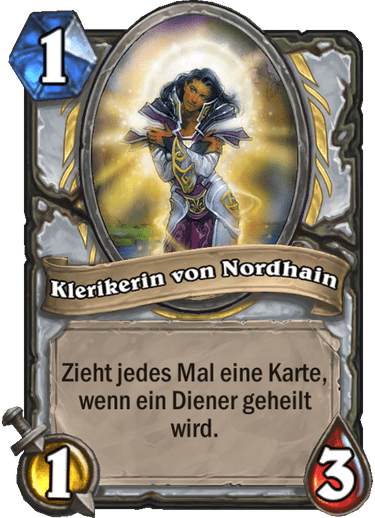 1
Klerikerin von Nordhain
Zieht jedes Mal eine Karte,
wenn ein Diener geheilt
wird.
1
3